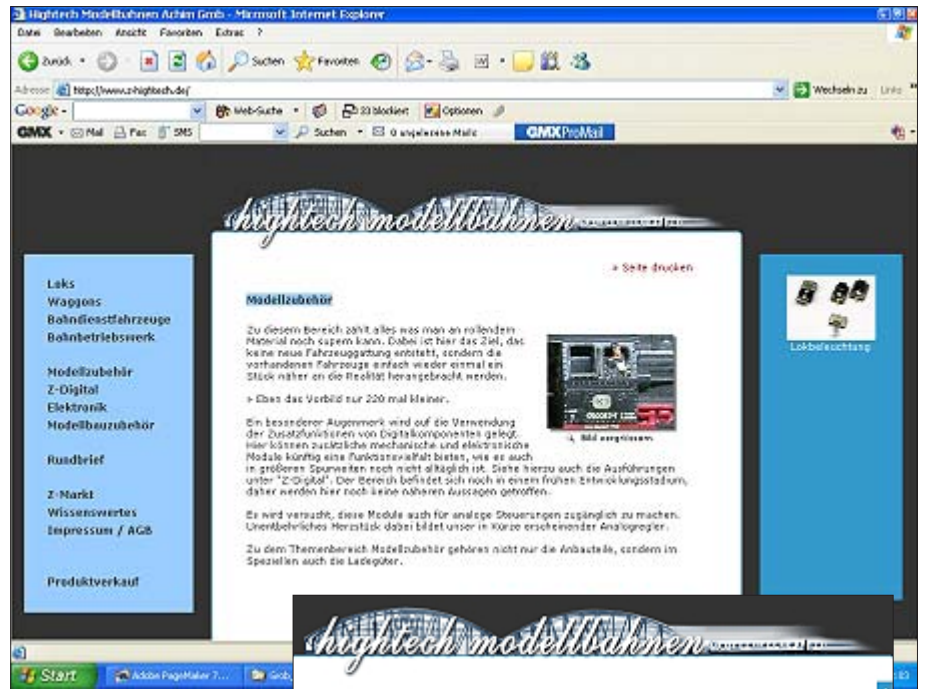 Hightech Modellbahnen Achim Grob - Microsoft Internet Explorer
Datei Bearbeiten Ansicht Favoriten Extras ?
Zurück Suchen Favoriten
Adresse http://www.z-hightech.de/ Wechseln zu Links
Google Web-Suche 33 blockiert Optionen
GMX Mail Fax SMS Suchen 0 ungelesene Mails GMX ProMail
hightech modellbahnen
» Seite drucken
Loks
Waggons
Bahndienstfahrzeuge
Bahnbetriebswerk
Modellzubehör
Z-Digital
Elektronik
Modellbauzubehör
Rundbrief
Z-Markt
Wissenswertes
Impressum / AGB
Produktverkauf
Modellzubehör
Zu diesem Bereich zählt alles was man an rollendem
Material noch supern kann. Dabei ist hier das Ziel, das
keine neue Fahrzeuggattung entsteht, sondern die
vorhandenen Fahrzeuge einfach wieder einmal ein
Stück näher an die Realität herangebracht werden.
» Eben das Vorbild nur 220 mal kleiner.
Ein besonderer Augenmerk wird auf die Verwendung
der Zusatzfunktionen von Digitalkomponenten gelegt.
Hier können zusätzliche mechanische und elektronische
Module künftig eine Funktionsvielfalt bieten, wie es auch
in größeren Spurweiten noch nicht alltäglich ist. Siehe hierzu auch die Ausführungen
unter "Z-Digital". Der Bereich befindet sich noch in einem frühen Entwicklungsstadium,
daher werden hier noch keine näheren Aussagen getroffen.
Es wird versucht, diese Module auch für analoge Steuerungen zugänglich zu machen.
Unentbehrliches Herzstück dabei bildet unser in Kürze erscheinender Analogregler.
Zu dem Themenbereich Modellzubehör gehören nicht nur die Anbauteile, sondern im
Speziellen auch die Ladegüter.
Bild vergrössern
Lokbeleuchtung
hightech modellbahnen
Start Adobe PageMaker 7... Grob,